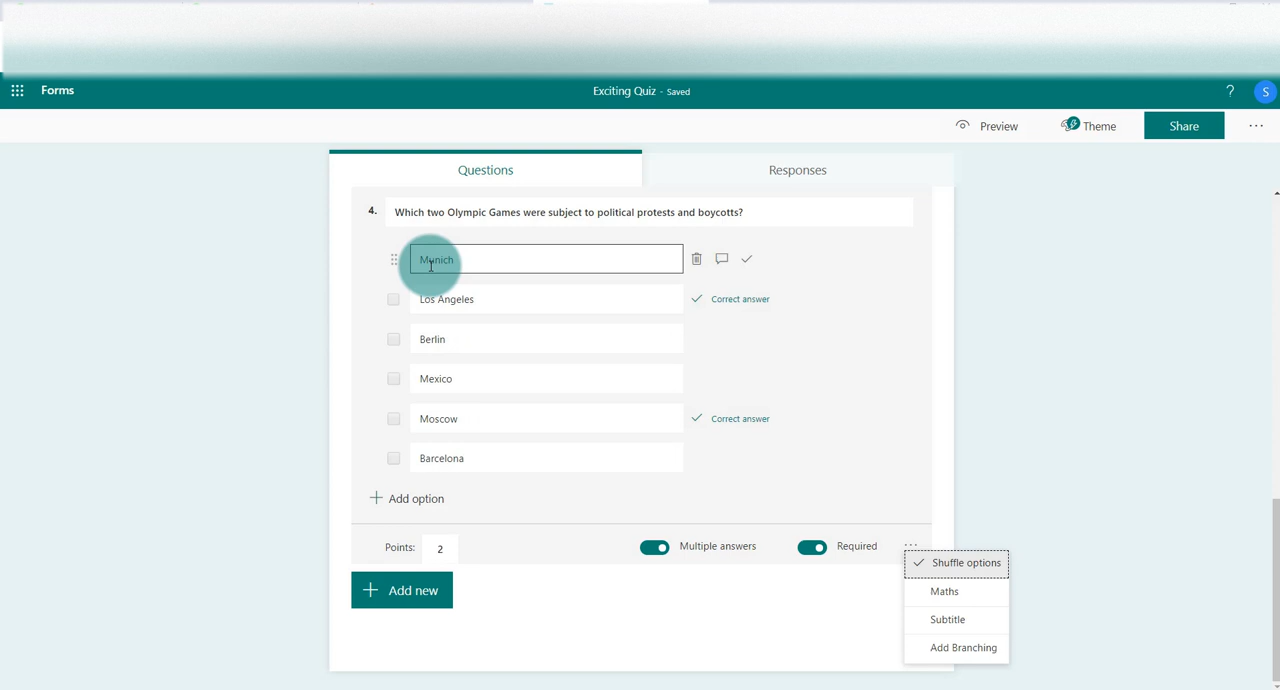 Forms
Exciting Quiz - Saved
?
S
Preview
Theme
Share
...
Questions
Responses
4. Which two Olympic Games were subject to political protests and boycotts?
Munich
Los Angeles
Correct answer
Berlin
Mexico
Moscow
Correct answer
Barcelona
Add option
Points: 2
Multiple answers
Required
...
Shuffle options
Maths
Subtitle
Add Branching
Add new